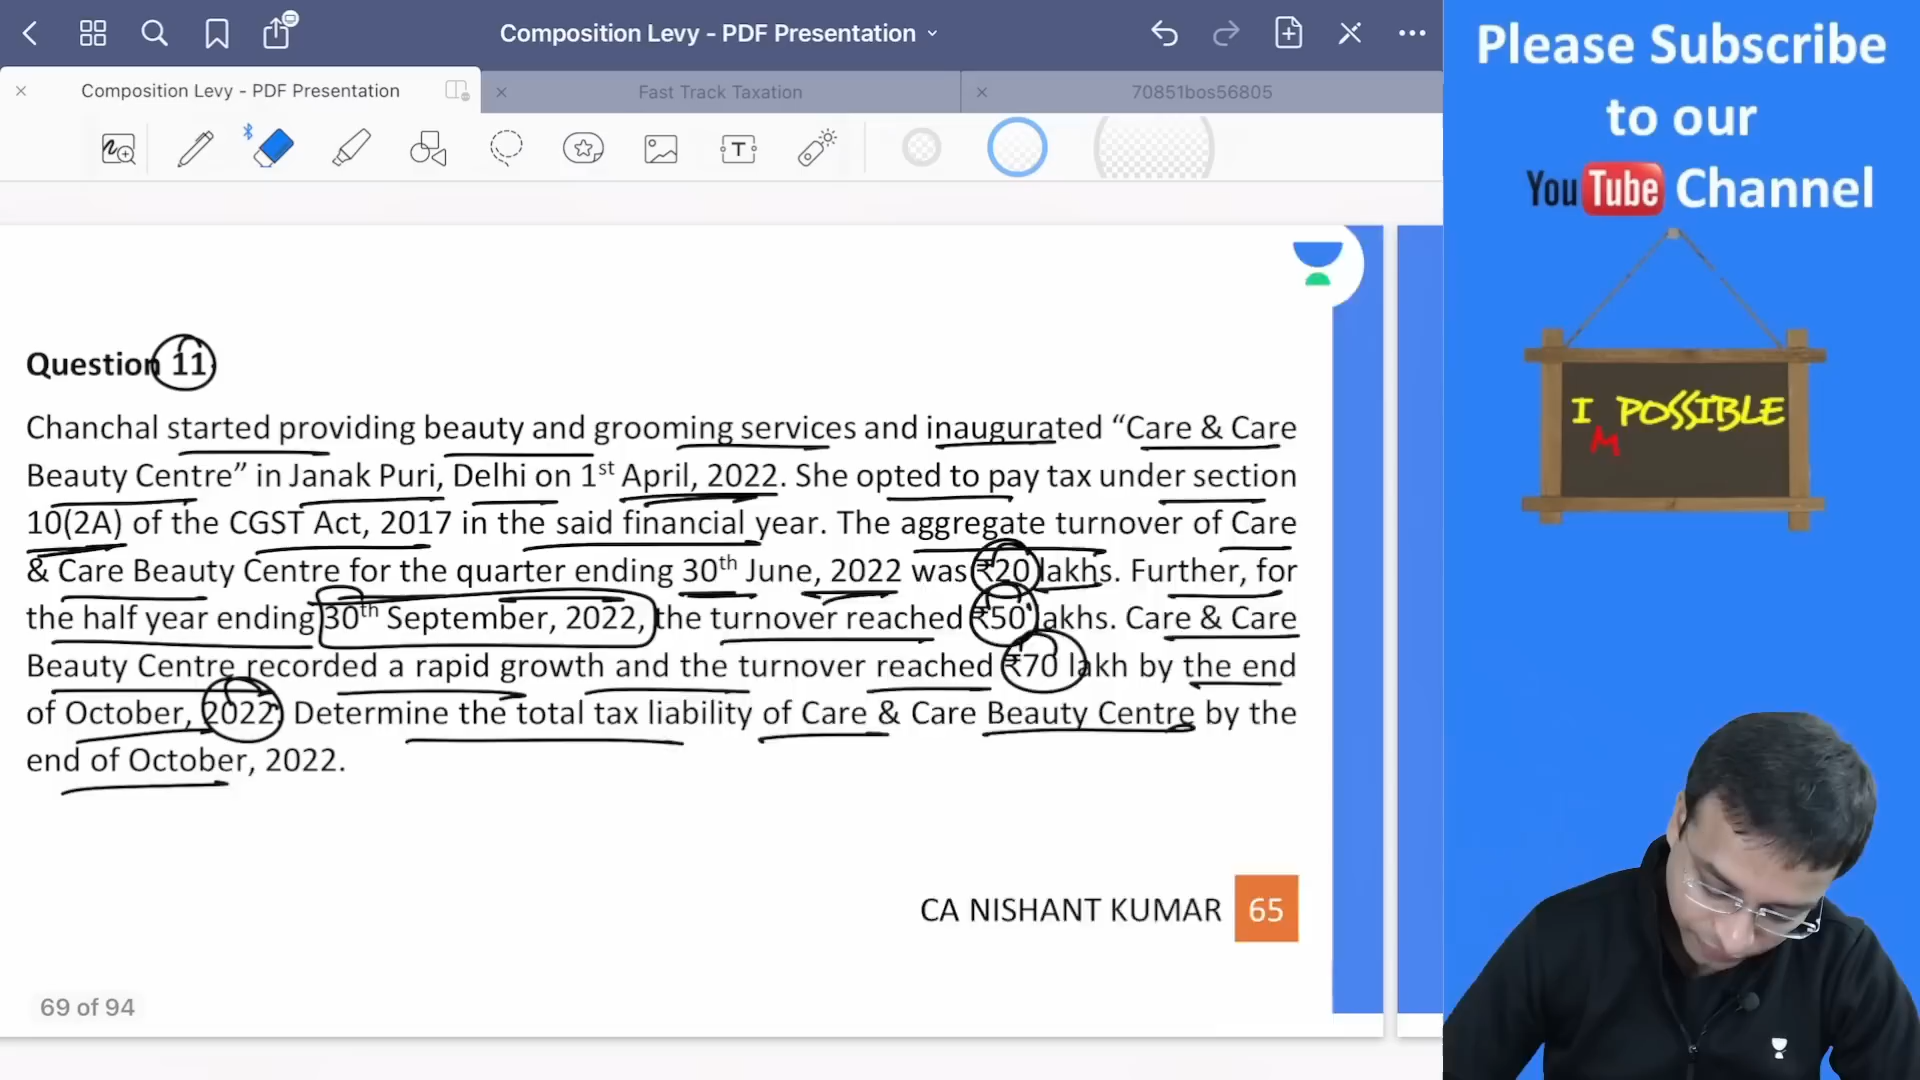 Composition Levy - PDF Presentation
Composition Levy - PDF Presentation
Fast Track Taxation
70851bos56805
T
Question 11
Chanchal started providing beauty and grooming services and inaugurated “Care & Care
Beauty Centre” in Janak Puri, Delhi on 1st April, 2022. She opted to pay tax under section
10(2A) of the CGST Act, 2017 in the said financial year. The aggregate turnover of Care
& Care Beauty Centre for the quarter ending 30th June, 2022 was ₹20 lakhs. Further, for
the half year ending 30th September, 2022, the turnover reached ₹50 lakhs. Care & Care
Beauty Centre recorded a rapid growth and the turnover reached ₹70 lakh by the end
of October, 2022. Determine the total tax liability of Care & Care Beauty Centre by the
end of October, 2022.
CA NISHANT KUMAR 65
69 of 94
Please Subscribe
to our
YouTube Channel
I POSSIBLE
M